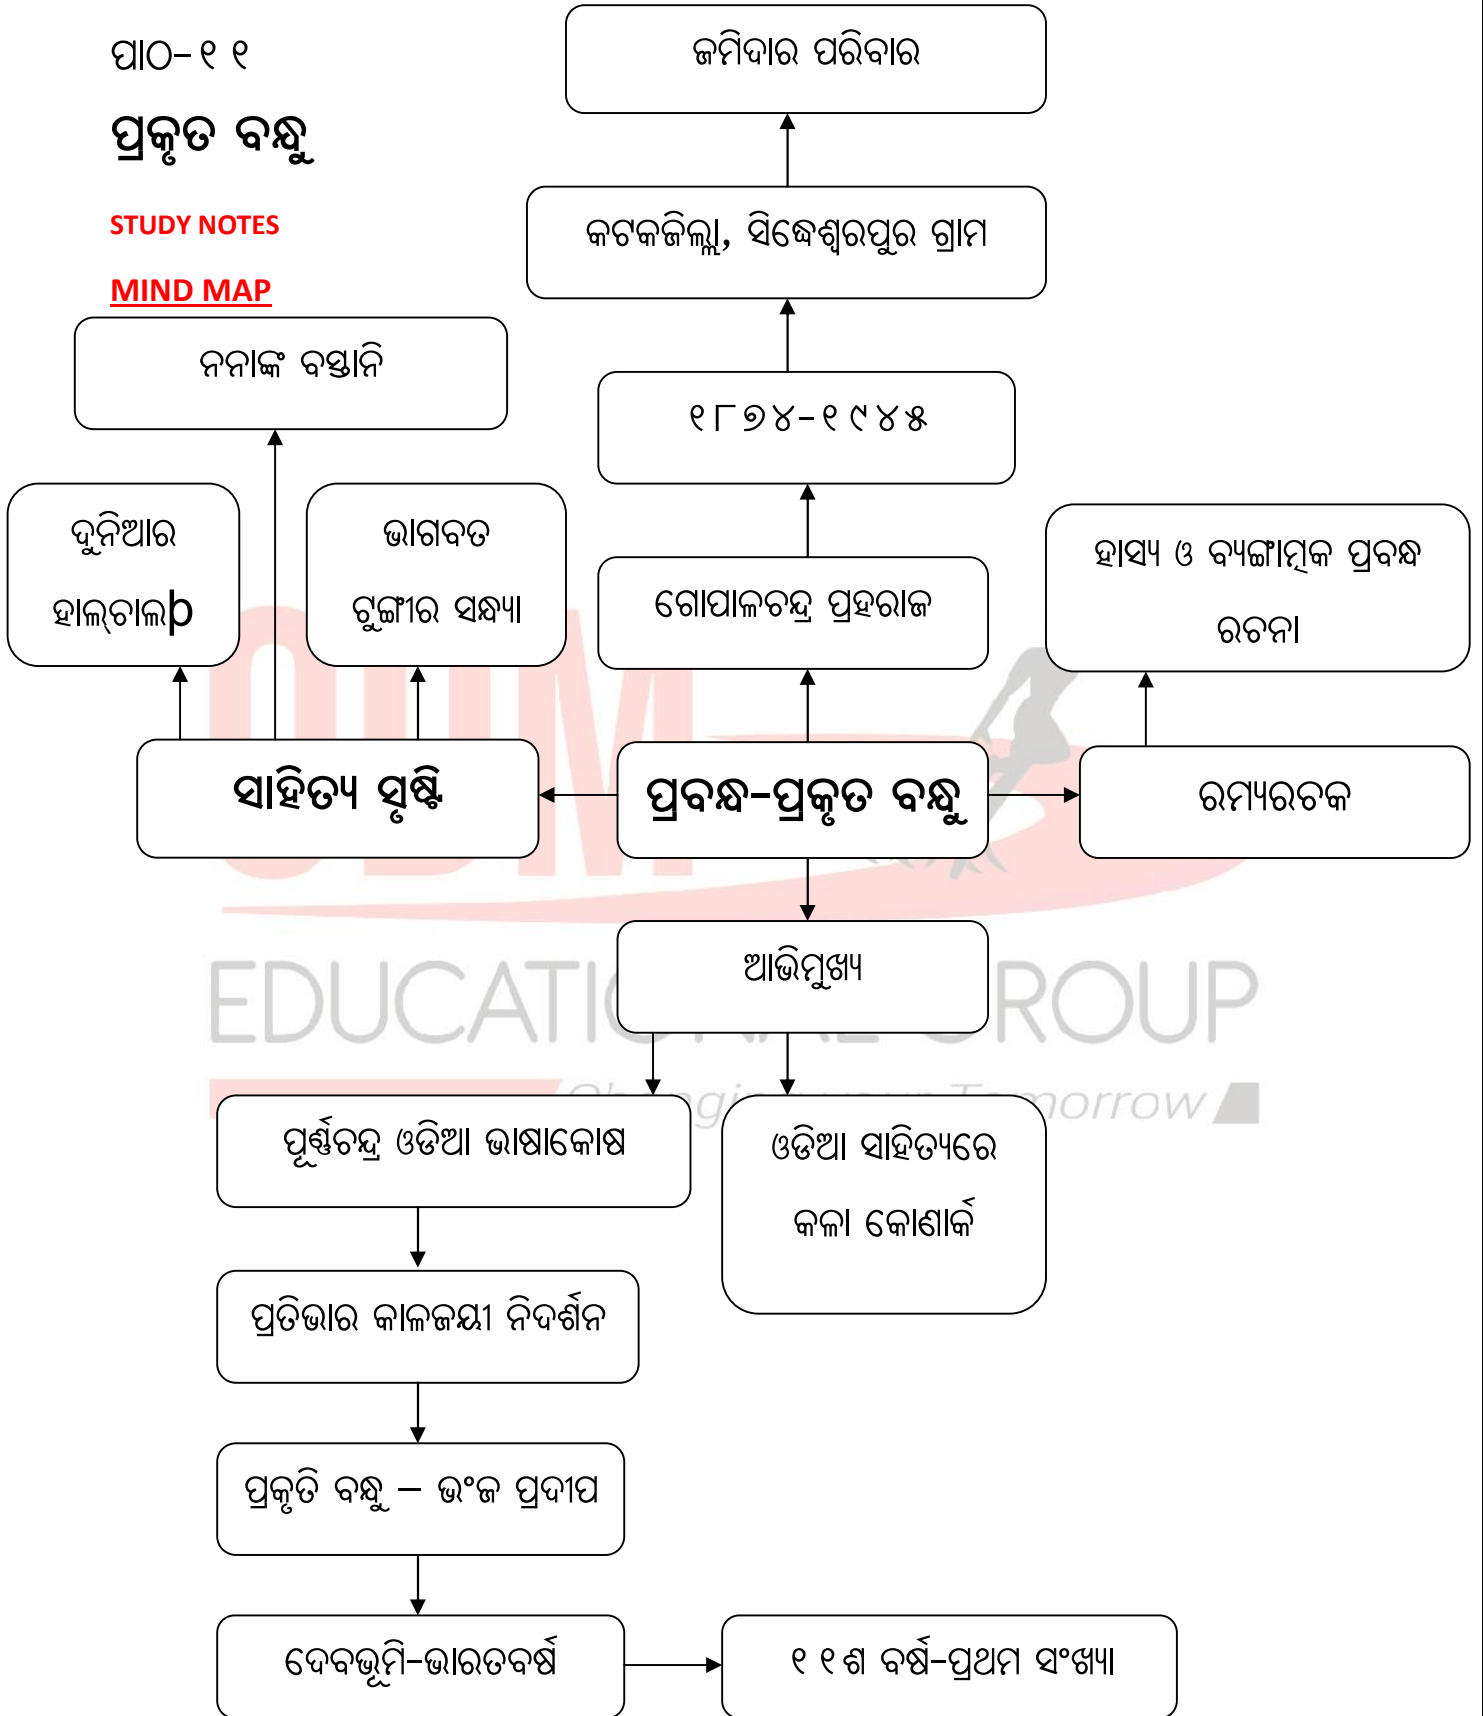 ପାଠ-୧୧
ପ୍ରକୃତ ବନ୍ଧୁ
STUDY NOTES
MIND MAP
ଜମିଦାର ପରିବାର
କଟକଜିଲ୍ଲା, ସିଦ୍ଧେଶ୍ୱରପୁର ଗ୍ରାମ
ନନାଙ୍କ ବସ୍ତାନି
୧୮୭୪-୧୯୪୫
ଦୁନିଆର
ହାଲ୍‌ଚାଲþ
ଭାଗବତ
ଟୁଙ୍ଗୀର ସନ୍ଧ୍ୟା
ଗୋପାଳଚନ୍ଦ୍ର ପ୍ରହରାଜ
ହାସ୍ୟ ଓ ବ୍ୟଙ୍ଗାତ୍ମକ ପ୍ରବନ୍ଧ
ରଚନା
ସାହିତ୍ୟ ସୃଷ୍ଟି
ପ୍ରବନ୍ଧ-ପ୍ରକୃତ ବନ୍ଧୁ
ରମ୍ୟରଚକ
ଆଭିମୁଖ୍ୟ
EDUCATIONAL GROUP
Changing your Tomorrow
ପୂର୍ଣ୍ଣଚନ୍ଦ୍ର ଓଡିଆ ଭାଷାକୋଷ
ଓଡିଆ ସାହିତ୍ୟରେ
କଳା କୋଣାର୍କ
ପ୍ରତିଭାର କାଳଜୟୀ ନିଦର୍ଶନ
ପ୍ରକୃତି ବନ୍ଧୁ – ଭଂଜ ପ୍ରଦୀପ
ଦେବଭୂମି-ଭାରତବର୍ଷ
୧୧ଶ ବର୍ଷ-ପ୍ରଥମ ସଂଖ୍ୟା